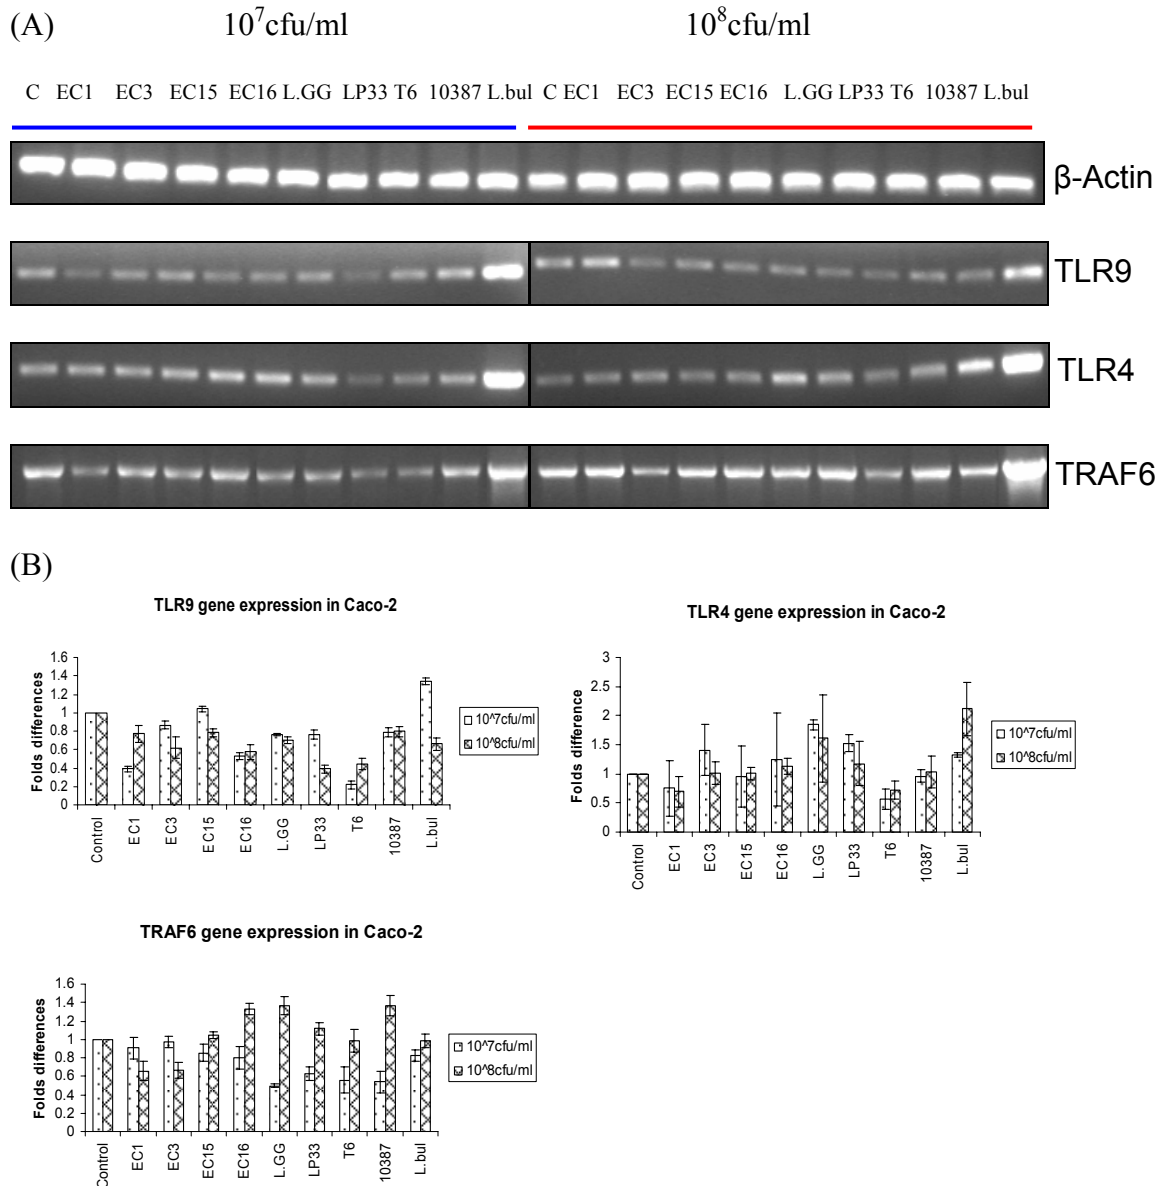 (A) 10^7cfu/ml 10^8cfu/ml
C EC1 EC3 EC15 EC16 L.GG LP33 T6 10387 L.bul C EC1 EC3 EC15 EC16 L.GG LP33 T6 10387 L.bul
β-Actin
TLR9
TLR4
TRAF6
(B)
TLR9 gene expression in Caco-2
Folds differences
1.6
1.4
1.2
1
0.8
0.6
0.4
0.2
0
Control EC1 EC3 EC15 EC16 L.GG LP33 T6 10387 L.bul
10^7cfu/ml
10^8cfu/ml
TLR4 gene expression in Caco-2
Folds difference
3
2.5
2
1.5
1
0.5
0
Control EC1 EC3 EC15 EC16 L.GG LP33 T6 10387 L.bul
10^7cfu/ml
10^8cfu/ml
TRAF6 gene expression in Caco-2
Folds differences
1.6
1.4
1.2
1
0.8
0.6
0.4
0.2
0
Control EC1 EC3 EC15 EC16 L.GG LP33 T6 10387 L.bul
10^7cfu/ml
10^8cfu/ml